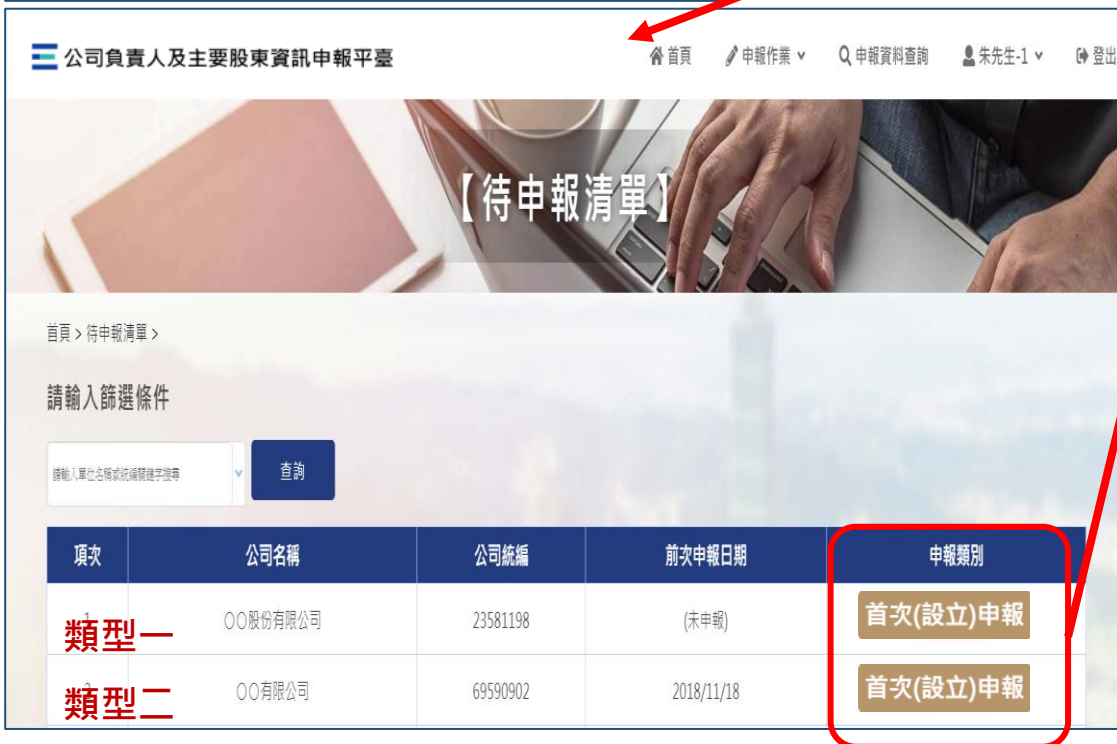 公司負責人及主要股東資訊申報平臺 首頁 申報作業 申報資料查詢 朱先生-1 登出
【待申報清單】
首頁 > 待申報清單 >
請輸入篩選條件
請輸入單位名稱或統編關鍵字搜尋 查詢
項次 公司名稱 公司統編 前次申報日期 申報類別
類型一 〇〇股份有限公司 23581198 (未申報) 首次(設立)申報
類型二 〇〇有限公司 69590902 2018/11/18 首次(設立)申報